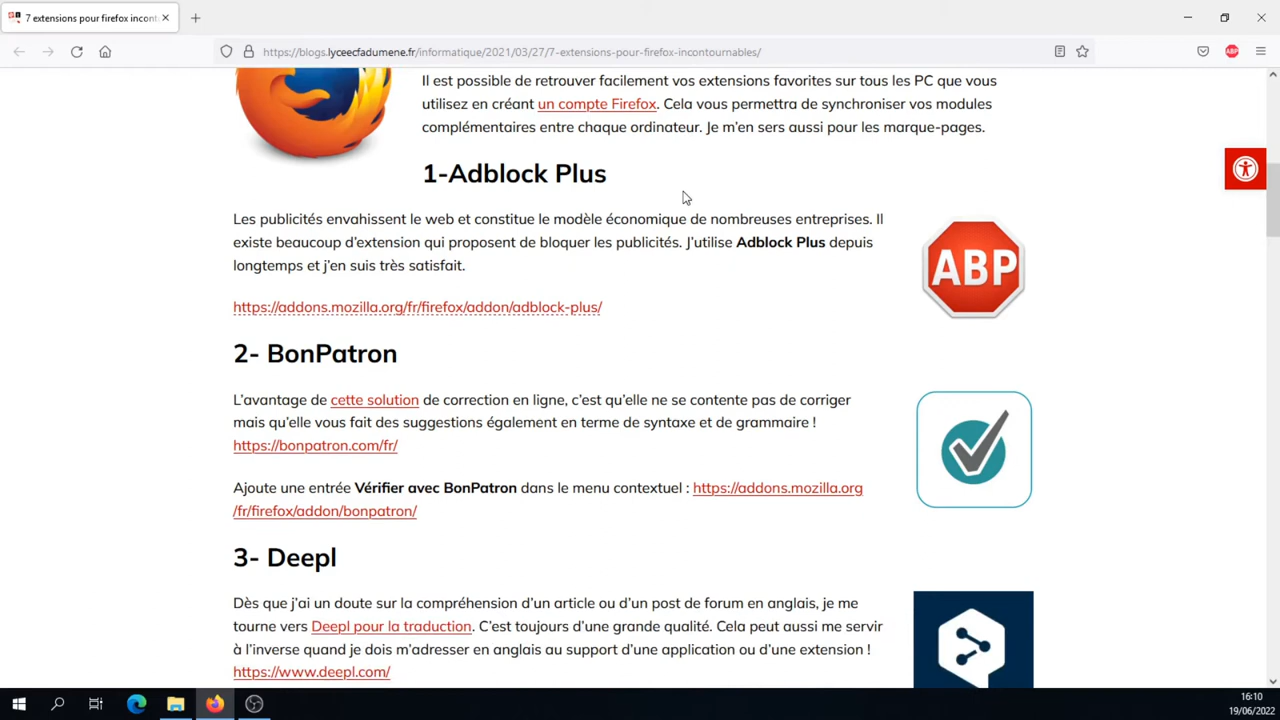 7 extensions pour firefox incont
https://blogs.lyceecfadumene.fr/informatique/2021/03/27/7-extensions-pour-firefox-incontournables/
ABP
Il est possible de retrouver facilement vos extensions favorites sur tous les PC que vous
utilisez en créant un compte Firefox. Cela vous permettra de synchroniser vos modules
complémentaires entre chaque ordinateur. Je m'en sers aussi pour les marque-pages.
1-Adblock Plus
Les publicités envahissent le web et constitue le modèle économique de nombreuses entreprises. Il
existe beaucoup d'extension qui proposent de bloquer les publicités. J'utilise Adblock Plus depuis
longtemps et j'en suis très satisfait.
ABP
https://addons.mozilla.org/fr/firefox/addon/adblock-plus/
2- BonPatron
L'avantage de cette solution de correction en ligne, c'est qu'elle ne se contente pas de corriger
mais qu'elle vous fait des suggestions également en terme de syntaxe et de grammaire !
https://bonpatron.com/fr/
Ajoute une entrée Vérifier avec BonPatron dans le menu contextuel : https://addons.mozilla.org
/fr/firefox/addon/bonpatron/
3- Deepl
Dès que j'ai un doute sur la compréhension d'un article ou d'un post de forum en anglais, je me
tourne vers Deepl pour la traduction. C'est toujours d'une grande qualité. Cela peut aussi me servir
à l'inverse quand je dois m'adresser en anglais au support d'une application ou d'une extension !
https://www.deepl.com/
16:10
19/06/2022